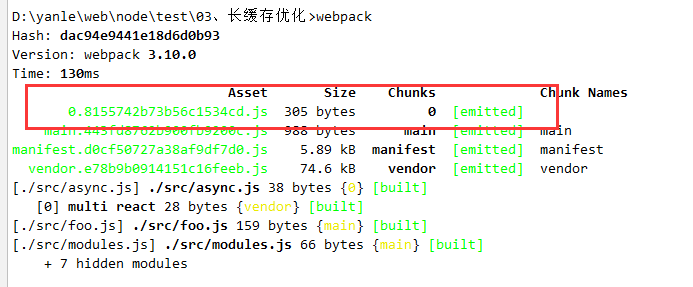 D:\yanle\web\node\test\03、长缓存优化>webpack
Hash: dac94e9441e18d6d0b93
Version: webpack 3.10.0
Time: 130ms
Asset Size Chunks Chunk Names
0.8155742b73b56c1534cd.js 305 bytes 0 [emitted]
main.445fd8762b900fb9200c.js 988 bytes main [emitted] main
manifest.d0cf50727a38af9df7d0.js 5.89 kB manifest [emitted] manifest
vendor.e78b9b0914151c16feeb.js 74.6 kB vendor [emitted] vendor
[./src/async.js] ./src/async.js 38 bytes {0} [built]
[0] multi react 28 bytes {vendor} [built]
[./src/foo.js] ./src/foo.js 159 bytes {main} [built]
[./src/modules.js] ./src/modules.js 66 bytes {main} [built]
+ 7 hidden modules